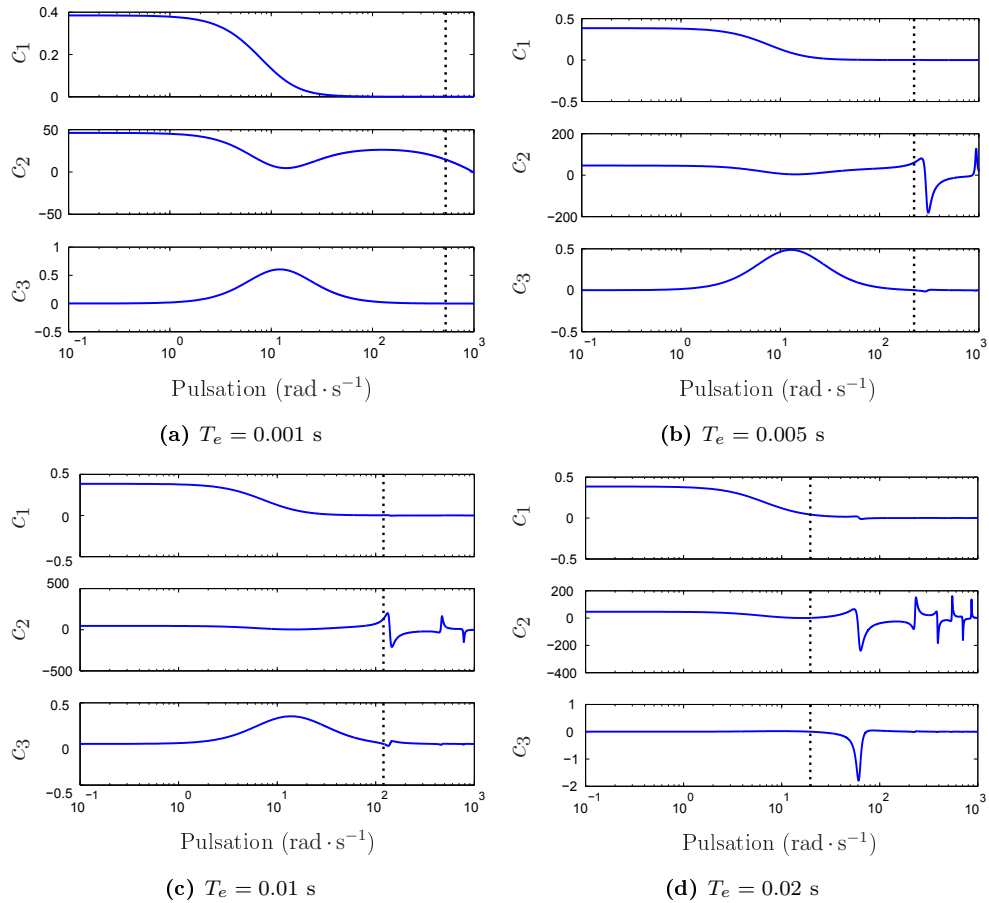 c₁
0.4
0.2
0
c₂
50
0
−50
c₃
1
0.5
0
−0.5
10⁻¹ 10⁰ 10¹ 10² 10³
Pulsation (rad · s⁻¹)
(a) Tₑ = 0.001 s
c₁
0.5
0
−0.5
c₂
200
0
−200
c₃
0.5
0
−0.5
10⁻¹ 10⁰ 10¹ 10² 10³
Pulsation (rad · s⁻¹)
(b) Tₑ = 0.005 s
c₁
0.5
0
−0.5
c₂
500
0
−500
c₃
0.5
0
0.5
10⁻¹ 10⁰ 10¹ 10² 10³
Pulsation (rad · s⁻¹)
(c) Tₑ = 0.01 s
c₁
0.5
0
−0.5
c₂
200
0
−200
−400
c₃
1
0
−1
−2
10⁻¹ 10⁰ 10¹ 10² 10³
Pulsation (rad · s⁻¹)
(d) Tₑ = 0.02 s